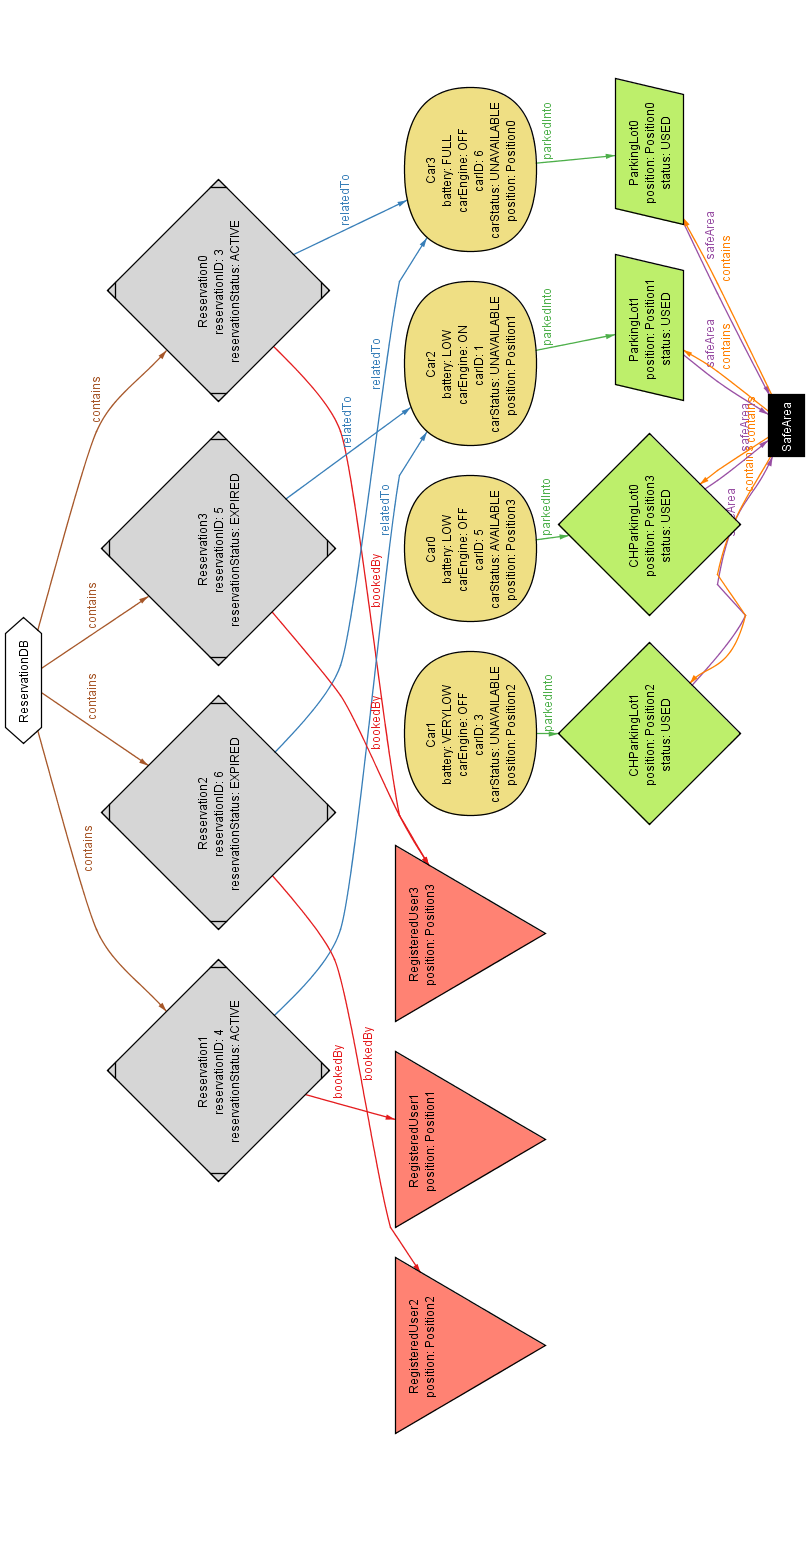 ReservationDB
contains
contains
contains
contains
Reservation1
reservationID: 4
reservationStatus: ACTIVE
Reservation2
reservationID: 6
reservationStatus: EXPIRED
Reservation3
reservationID: 5
reservationStatus: EXPIRED
Reservation0
reservationID: 3
reservationStatus: ACTIVE
bookedBy
bookedBy
bookedBy
bookedBy
relatedTo
relatedTo
relatedTo
relatedTo
RegisteredUser2
position: Position2
RegisteredUser1
position: Position1
RegisteredUser3
position: Position3
Car1
battery: VERYLOW
carEngine: OFF
carID: 3
carStatus: UNAVAILABLE
position: Position2
Car0
battery: LOW
carEngine: OFF
carID: 5
carStatus: AVAILABLE
position: Position3
Car2
battery: LOW
carEngine: ON
carID: 1
carStatus: UNAVAILABLE
position: Position1
Car3
battery: FULL
carEngine: OFF
carID: 6
carStatus: UNAVAILABLE
position: Position0
parkedInto
parkedInto
parkedInto
parkedInto
CHParkingLot1
position: Position2
status: USED
CHParkingLot0
position: Position3
status: USED
ParkingLot1
position: Position1
status: USED
ParkingLot0
position: Position0
status: USED
safeArea
contains
safeArea
contains
safeArea
contains
safeArea
contains
SafeArea